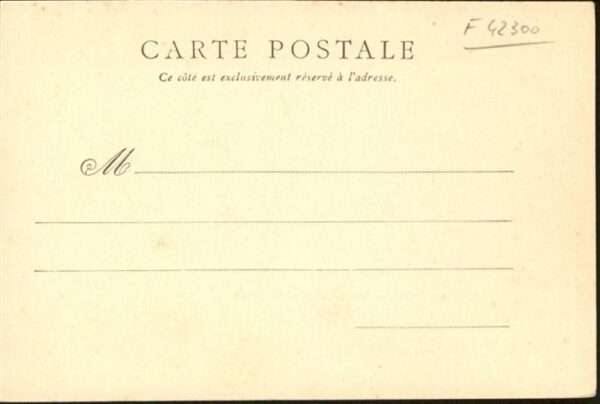 F 42300
CARTE POSTALE
Ce côté est exclusivement réservé à l'adresse.
M